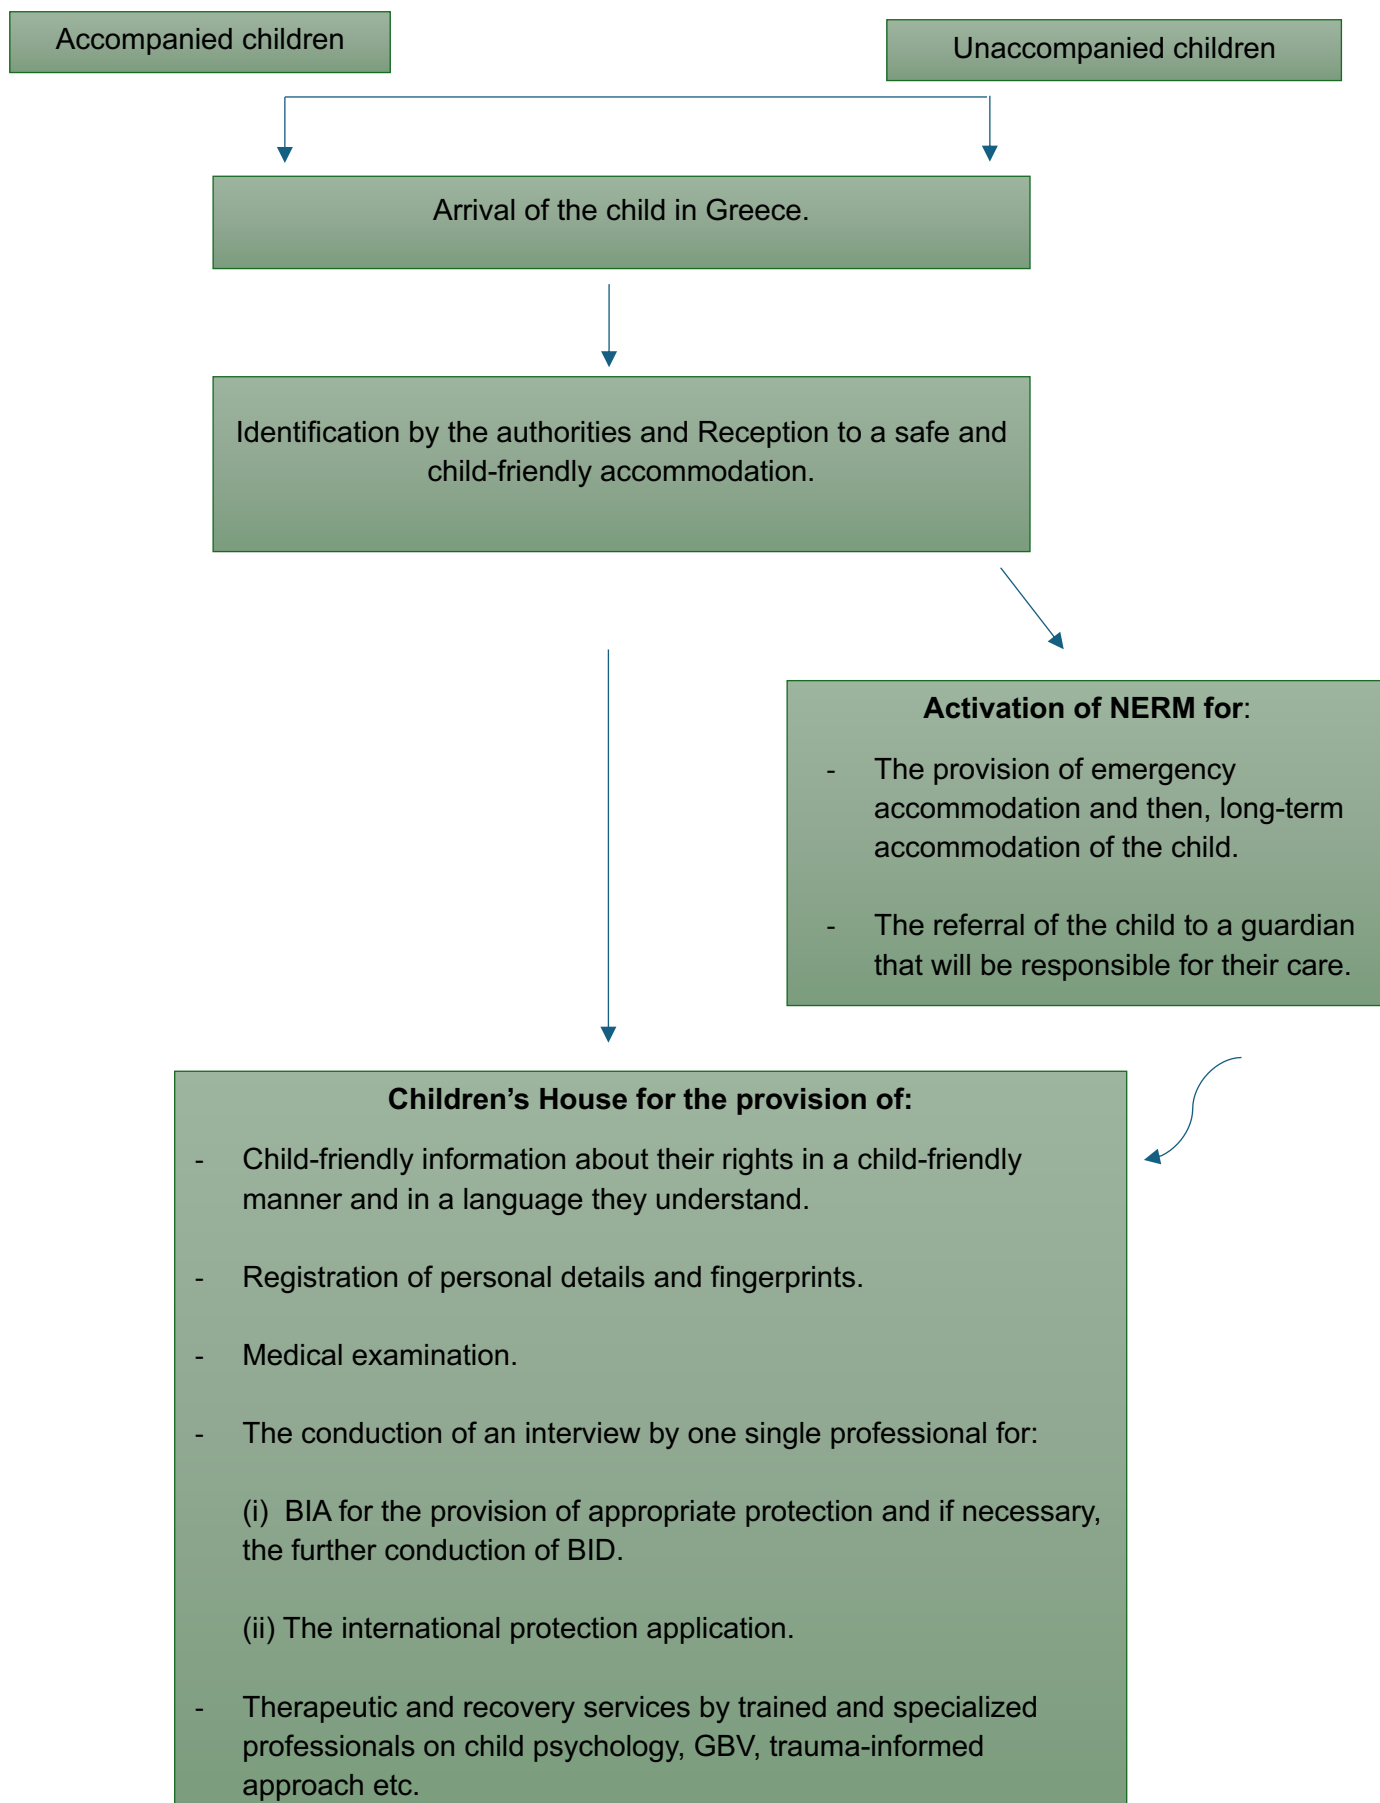 Accompanied children
Unaccompanied children
Arrival of the child in Greece.
Identification by the authorities and Reception to a safe and
child-friendly accommodation.
Activation of NERM for:
- The provision of emergency
accommodation and then, long-term
accommodation of the child.
- The referral of the child to a guardian
that will be responsible for their care.
Children’s House for the provision of:
- Child-friendly information about their rights in a child-friendly
manner and in a language they understand.
- Registration of personal details and fingerprints.
- Medical examination.
- The conduction of an interview by one single professional for:
(i) BIA for the provision of appropriate protection and if necessary,
the further conduction of BID.
(ii) The international protection application.
- Therapeutic and recovery services by trained and specialized
professionals on child psychology, GBV, trauma-informed
approach etc.